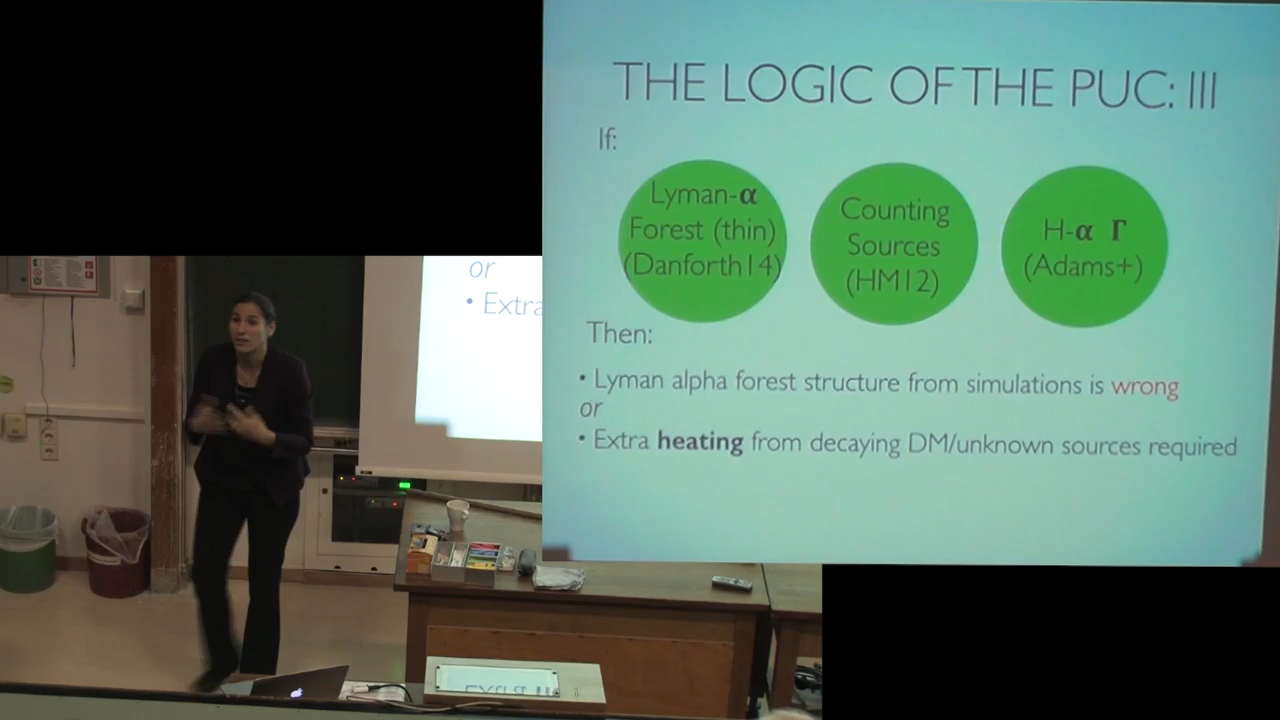 THE LOGIC OF THE PUC: III
If:
Lyman-α
Forest (thin)
(Danforth14)
Counting
Sources
(HM12)
H-α Γ
(Adams+)
Then:
• Lyman alpha forest structure from simulations is wrong
or
• Extra heating from decaying DM/unknown sources required
or
• Extra